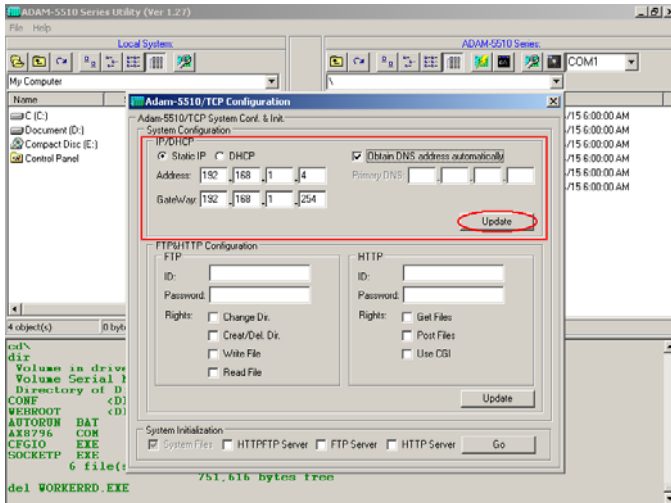 ADAM-5510 Series Utility (Ver 1.27)
File Help
Local System:
ADAM-5510 Series:
COM1
My Computer
\
Name
C (C:)
Document (D:)
Compact Disc (E:)
Control Panel
/15 6:00:00 AM
/15 6:00:00 AM
/15 6:00:00 AM
/15 6:00:00 AM
/15 6:00:00 AM
Adam-5510/TCP Configuration
Adam-5510/TCP System Conf. & Init.
System Configuration
IP/DHCP
Static IP DHCP
Obtain DNS address automatically
Address: 192 .168 .1 .4
Primary DNS: . . .
GateWay: 192 .168 .1 .254
Update
FTP&HTTP Configuration
FTP
ID:
Password:
Rights: Change Dir.
Creat/Del. Dir.
Write File
Read File
HTTP
ID:
Password:
Rights: Get Files
Post Files
Use CGI
Update
System Initialization
System Files HTTPFTP Server FTP Server HTTP Server Go
4 object(s) 0 byt
cd\
dir
Volume in drive
Volume Serial
Directory of D
CONF <D
WEBROOT <D
AUTORUN BAT
AX8796 COM
CFGIO EXE
SOCKETP EXE
6 file(s
751,616 bytes free
del WORKERRD.EXE